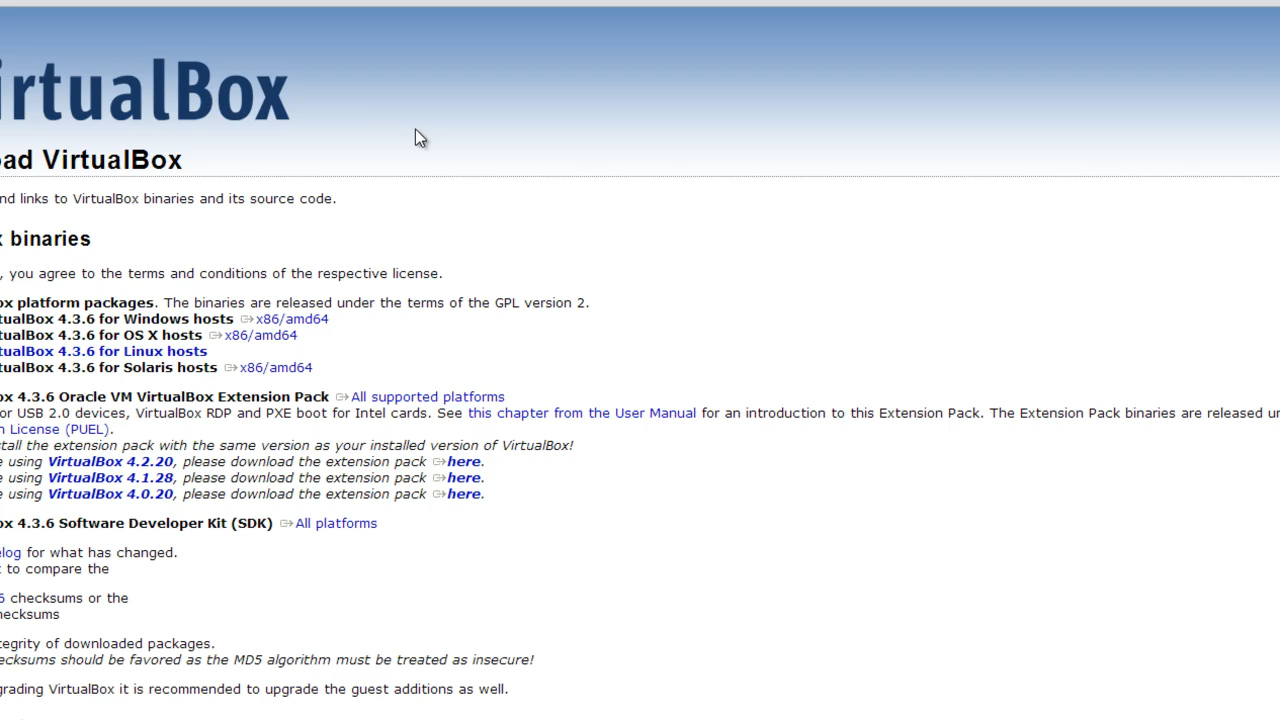 irtualBox
ad VirtualBox
nd links to VirtualBox binaries and its source code.
x binaries
, you agree to the terms and conditions of the respective license.
ox platform packages. The binaries are released under the terms of the GPL version 2.
tualBox 4.3.6 for Windows hosts x86/amd64
tualBox 4.3.6 for OS X hosts x86/amd64
tualBox 4.3.6 for Linux hosts
tualBox 4.3.6 for Solaris hosts x86/amd64
ox 4.3.6 Oracle VM VirtualBox Extension Pack All supported platforms
or USB 2.0 devices, VirtualBox RDP and PXE boot for Intel cards. See this chapter from the User Manual for an introduction to this Extension Pack. The Extension Pack binaries are released un
n License (PUEL).
stall the extension pack with the same version as your installed version of VirtualBox!
e using VirtualBox 4.2.20, please download the extension pack here.
e using VirtualBox 4.1.28, please download the extension pack here.
e using VirtualBox 4.0.20, please download the extension pack here.
ox 4.3.6 Software Developer Kit (SDK) All platforms
elog for what has changed.
t to compare the
6 checksums or the
hecksums
tegrity of downloaded packages.
ecksums should be favored as the MD5 algorithm must be treated as insecure!
grading VirtualBox it is recommended to upgrade the guest additions as well.